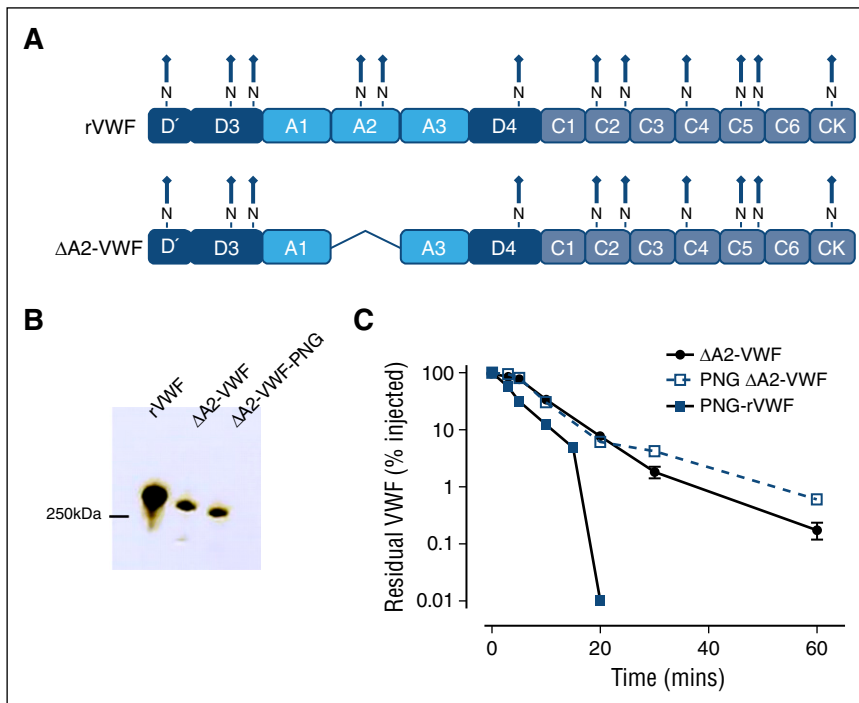 A
N N N N N N N N N N N N
rVWF D´ D3 A1 A2 A3 D4 C1 C2 C3 C4 C5 C6 CK
N N N N N N N N N N
ΔA2-VWF D´ D3 A1 A3 D4 C1 C2 C3 C4 C5 C6 CK
B
rVWF
ΔA2-VWF
ΔA2-VWF-PNG
250kDa
C
ΔA2-VWF
PNG ΔA2-VWF
PNG-rVWF
Residual VWF (% injected)
100
10
1
0.1
0.01
0 20 40 60
Time (mins)